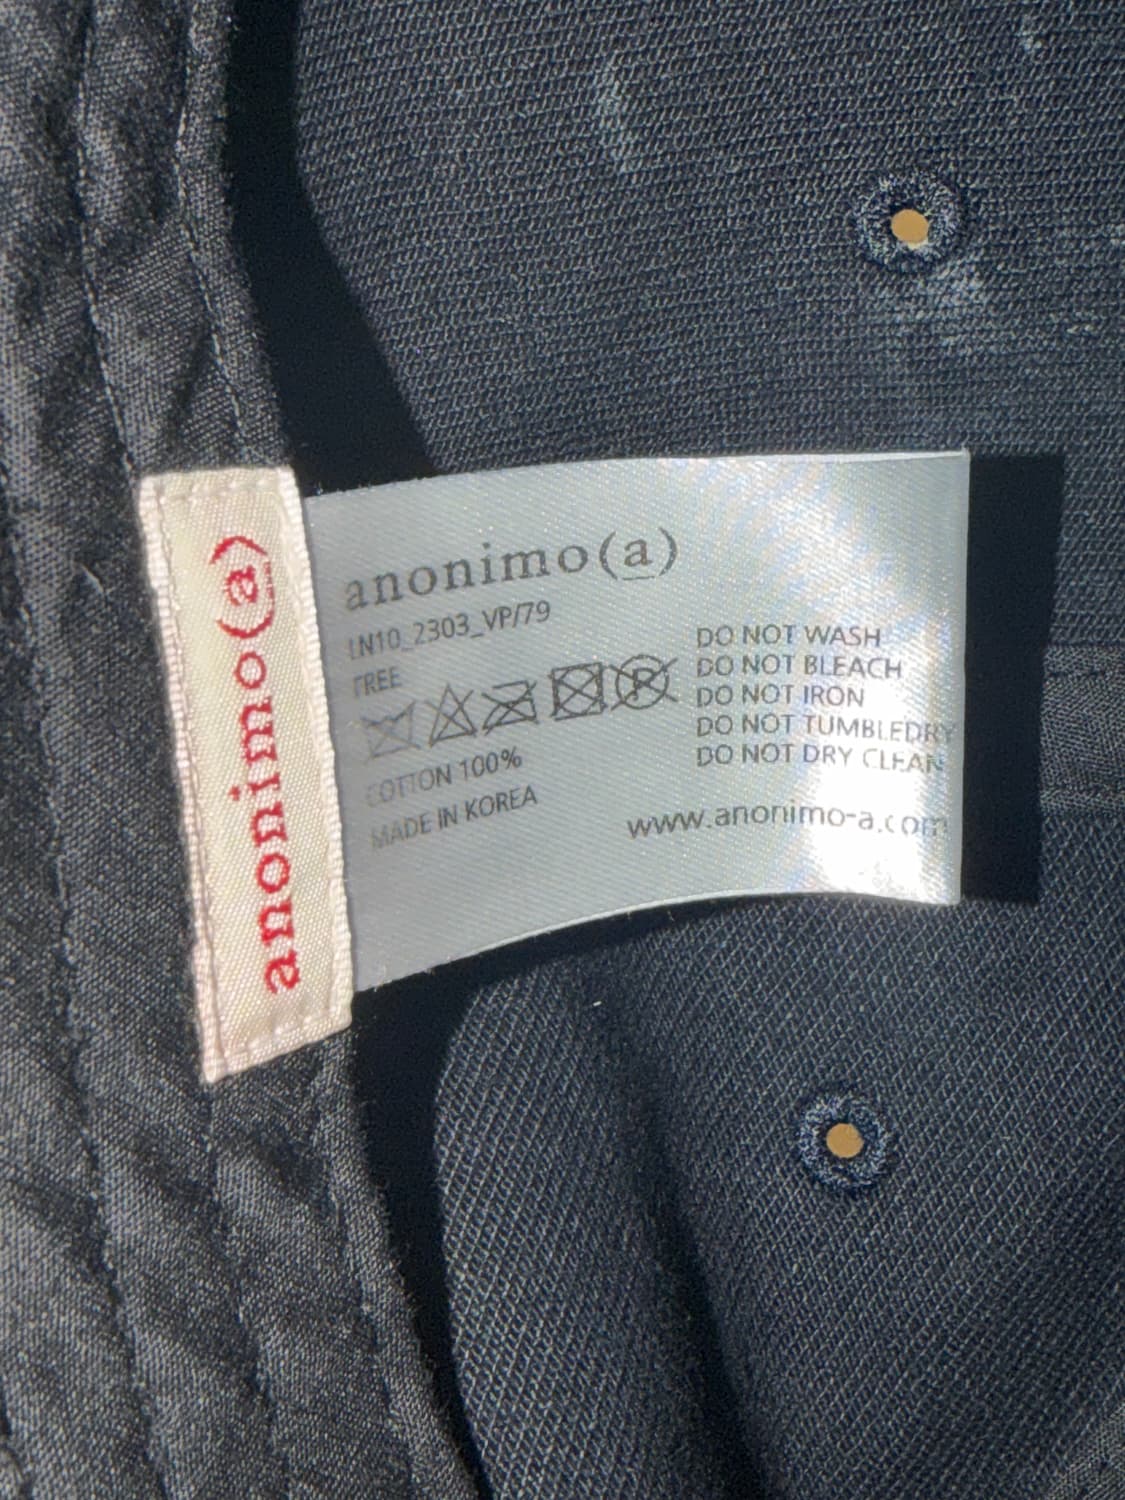 anonimo(a)
anonimo(a)
LN10_2303_VP/79
FREE
P
COTTON 100%
MADE IN KOREA
DO NOT WASH
DO NOT BLEACH
DO NOT IRON
DO NOT TUMBLEDRY
DO NOT DRY CLEAN
www.anonimo-a.com